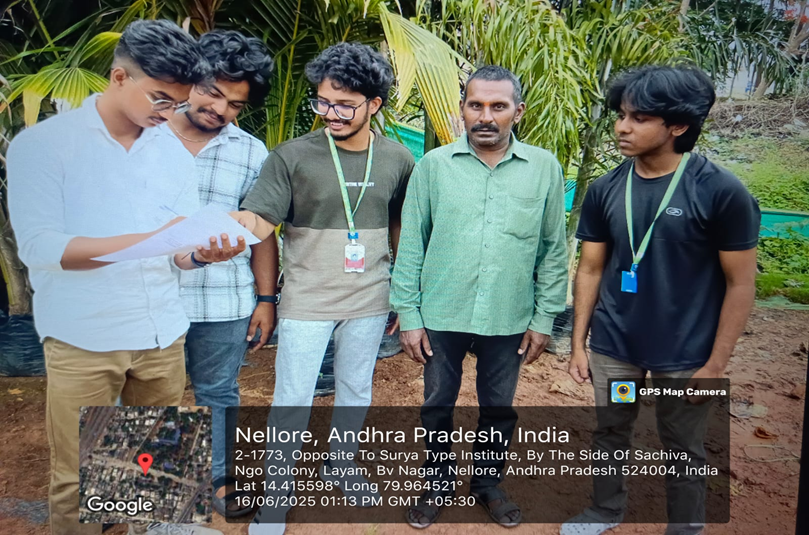 GPS Map Camera
Nellore, Andhra Pradesh, India
2-1773, Opposite To Surya Type Institute, By The Side Of Sachiva,
Ngo Colony, Layam, Bv Nagar, Nellore, Andhra Pradesh 524004, India
Lat 14.415598° Long 79.964521°
16/06/2025 01:13 PM GMT +05:30
Google